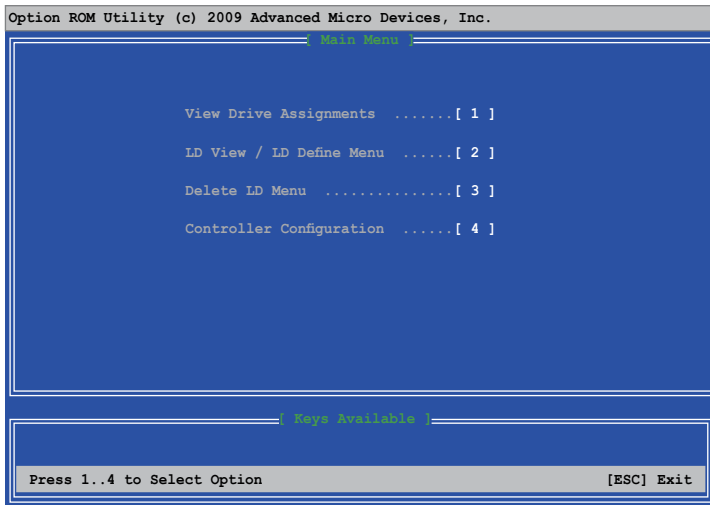 Option ROM Utility (c) 2009 Advanced Micro Devices, Inc.
[ Main Menu ]
View Drive Assignments .......[ 1 ]
LD View / LD Define Menu ......[ 2 ]
Delete LD Menu ...............[ 3 ]
Controller Configuration ......[ 4 ]
[ Keys Available ]
Press 1..4 to Select Option [ESC] Exit